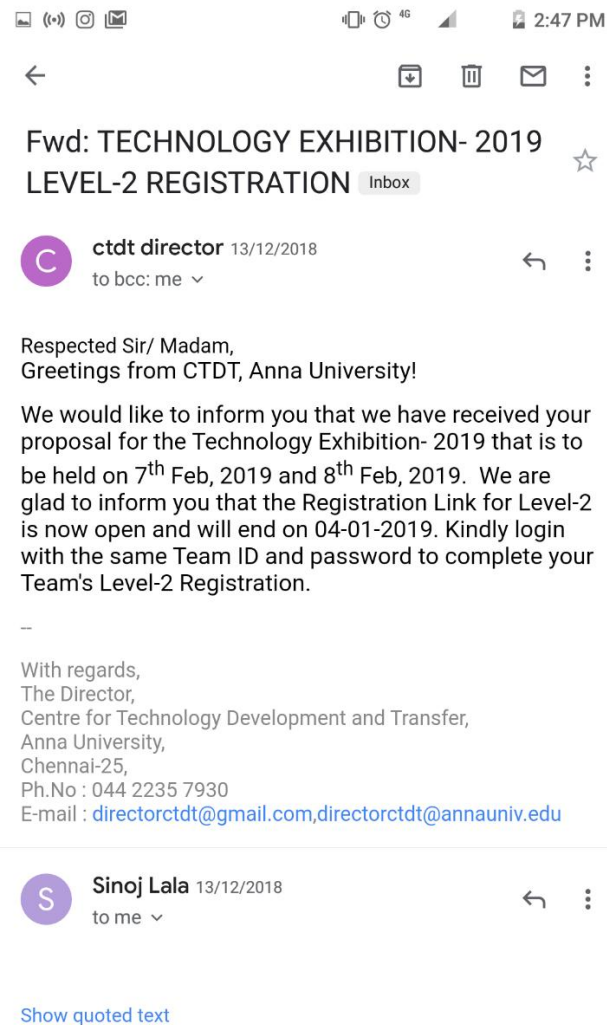 4G 2:47 PM
Fwd: TECHNOLOGY EXHIBITION- 2019
LEVEL-2 REGISTRATION Inbox
C
ctdt director 13/12/2018
to bcc: me
Respected Sir/ Madam,
Greetings from CTDT, Anna University!
We would like to inform you that we have received your
proposal for the Technology Exhibition- 2019 that is to
be held on 7th Feb, 2019 and 8th Feb, 2019. We are
glad to inform you that the Registration Link for Level-2
is now open and will end on 04-01-2019. Kindly login
with the same Team ID and password to complete your
Team's Level-2 Registration.
--
With regards,
The Director,
Centre for Technology Development and Transfer,
Anna University,
Chennai-25,
Ph.No : 044 2235 7930
E-mail : directorctdt@gmail.com,directorctdt@annauniv.edu
S
Sinoj Lala 13/12/2018
to me
Show quoted text